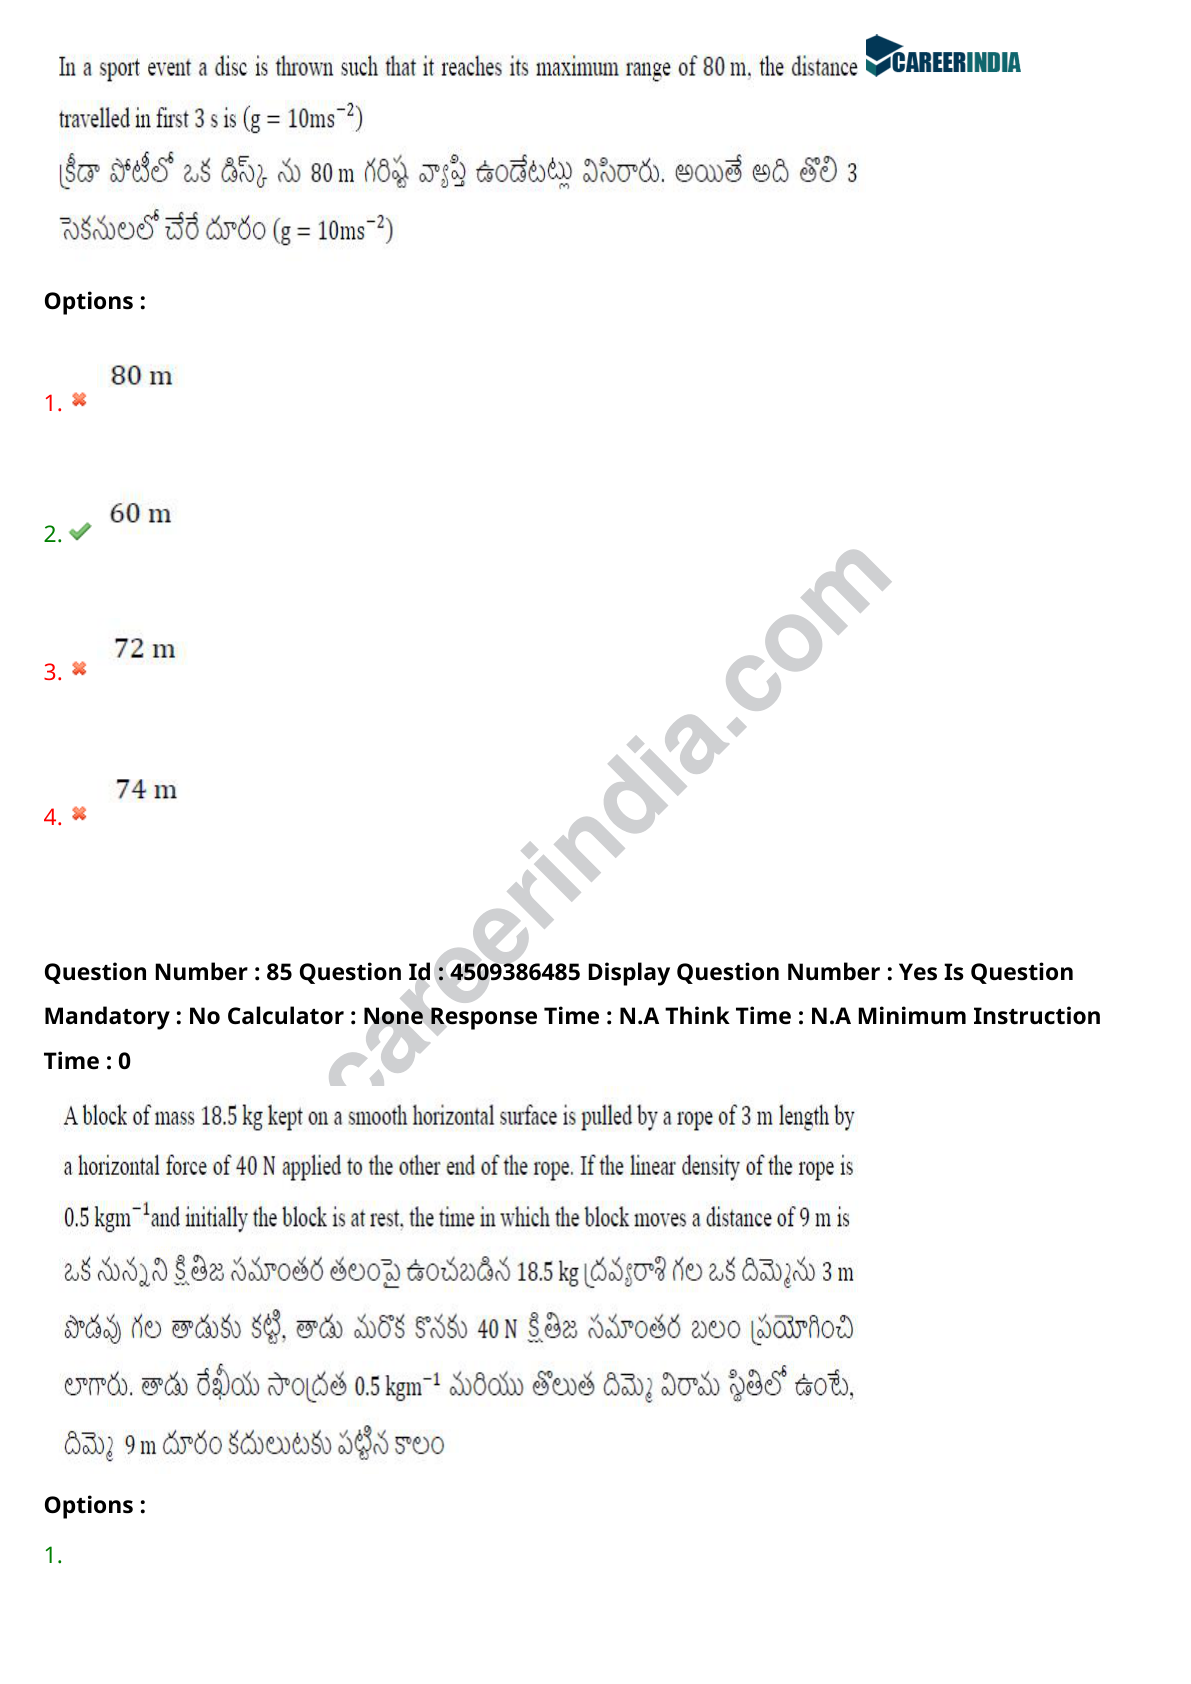 CAREERINDIA
In a sport event a disc is thrown such that it reaches its maximum range of 80 m, the distance
travelled in first 3 s is (g = 10ms⁻²)
క్రీడా పోటీలో ఒక డిస్క్ ను 80 m గరిష్ట వ్యాప్తి ఉండేటట్లు విసిరారు. అయితే అది తొలి 3
సెకనులలో చేరే దూరం (g = 10ms⁻²)
Options :
80 m
1.
60 m
2.
72 m
3.
74 m
4.
careerindia.com
Question Number : 85 Question Id : 4509386485 Display Question Number : Yes Is Question
Mandatory : No Calculator : None Response Time : N.A Think Time : N.A Minimum Instruction
Time : 0
A block of mass 18.5 kg kept on a smooth horizontal surface is pulled by a rope of 3 m length by
a horizontal force of 40 N applied to the other end of the rope. If the linear density of the rope is
0.5 kgm⁻¹and initially the block is at rest, the time in which the block moves a distance of 9 m is
ఒక నున్నని క్షితిజ సమాంతర తలంపై ఉంచబడిన 18.5 kg ద్రవ్యరాశి గల ఒక దిమ్మెను 3 m
పొడవు గల తాడుకు కట్టి, తాడు మరొక కొనకు 40 N క్షితిజ సమాంతర బలం ప్రయోగించి
లాగారు. తాడు రేఖీయ సాంద్రత 0.5 kgm⁻¹ మరియు తొలుత దిమ్మె విరామ స్థితిలో ఉంటే,
దిమ్మె 9 m దూరం కదులుటకు పట్టిన కాలం
Options :
1.